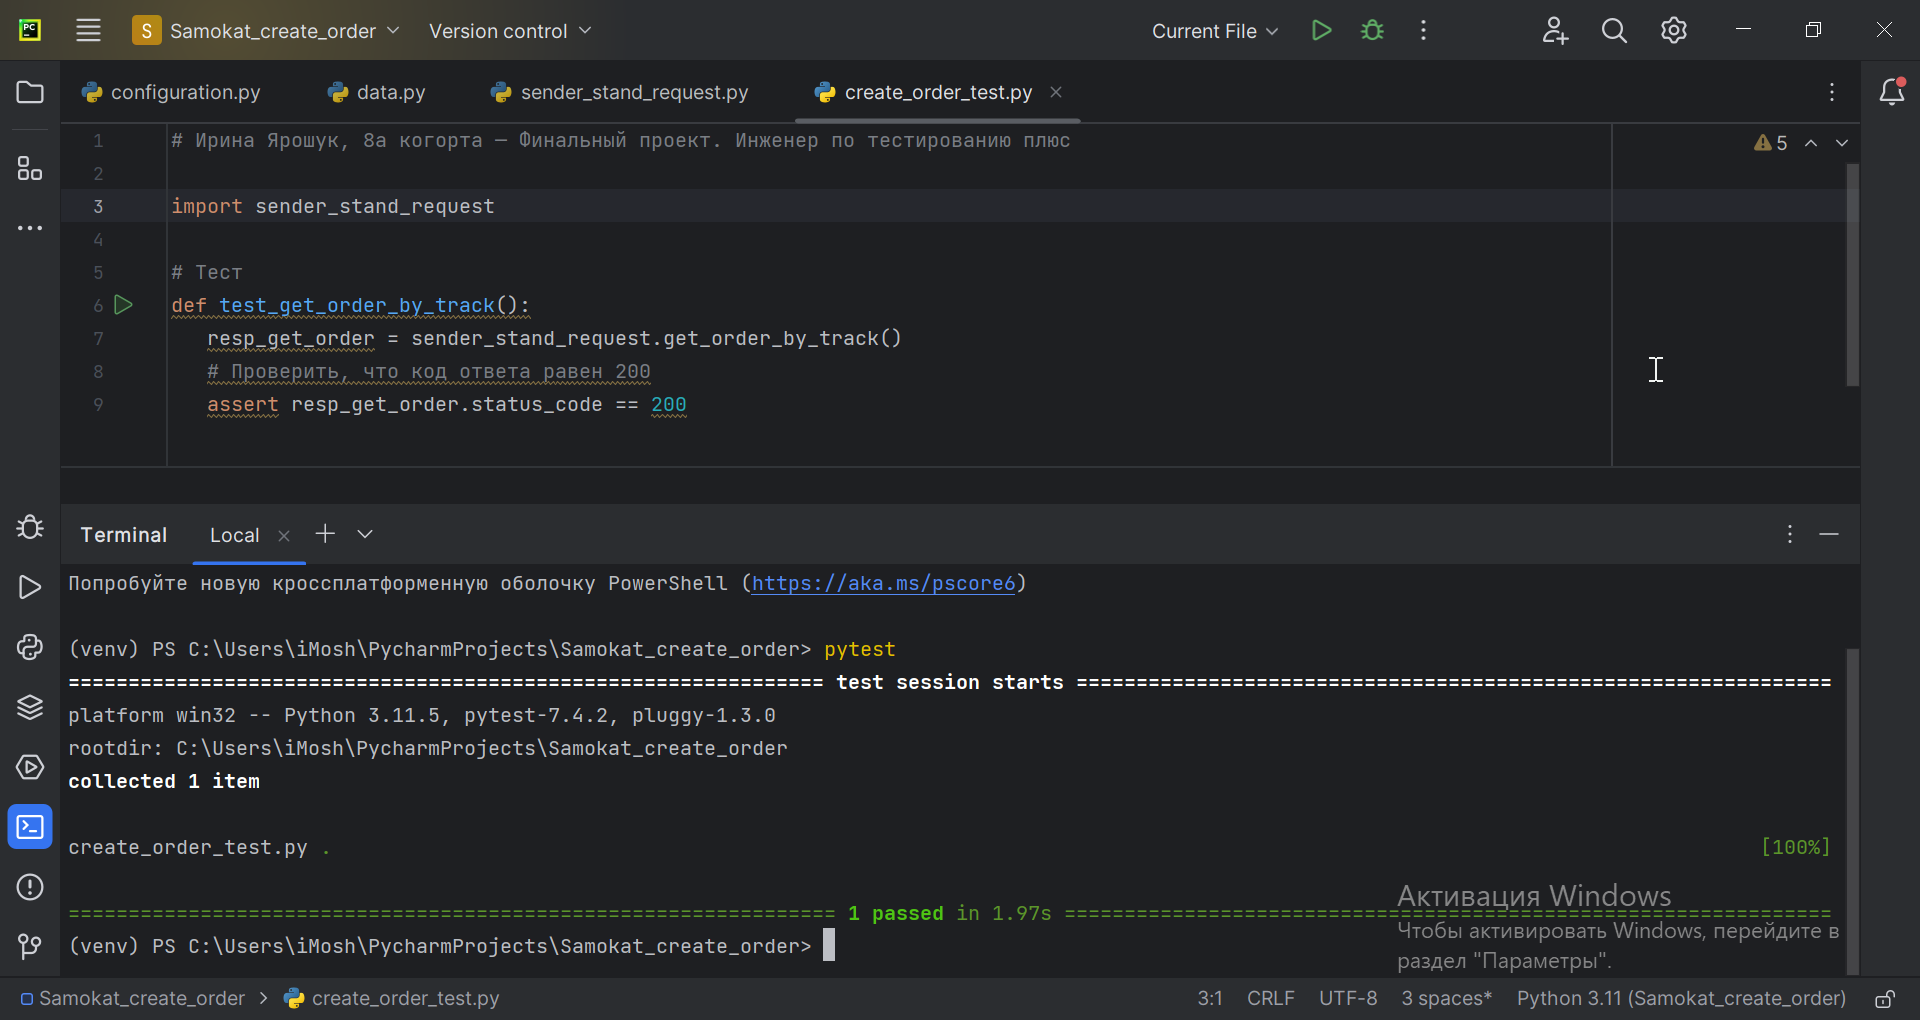 PC
S Samokat_create_order Version control Current File
configuration.py data.py sender_stand_request.py create_order_test.py
1 # Ирина Ярошук, 8а когорта — Финальный проект. Инженер по тестированию плюс
5
2
3 import sender_stand_request
4
5 # Тест
6 def test_get_order_by_track():
7 resp_get_order = sender_stand_request.get_order_by_track()
8 # Проверить, что код ответа равен 200
9 assert resp_get_order.status_code == 200
Terminal Local
Попробуйте новую кроссплатформенную оболочку PowerShell (https://aka.ms/pscore6)
(venv) PS C:\Users\iMosh\PycharmProjects\Samokat_create_order> pytest
=============================================================== test session starts ===============================================================
platform win32 -- Python 3.11.5, pytest-7.4.2, pluggy-1.3.0
rootdir: C:\Users\iMosh\PycharmProjects\Samokat_create_order
collected 1 item
create_order_test.py . [100%]
================================================================ 1 passed in 1.97s ================================================================
(venv) PS C:\Users\iMosh\PycharmProjects\Samokat_create_order>
Активация Windows
Чтобы активировать Windows, перейдите в
раздел "Параметры".
Samokat_create_order > create_order_test.py 3:1 CRLF UTF-8 3 spaces* Python 3.11 (Samokat_create_order)